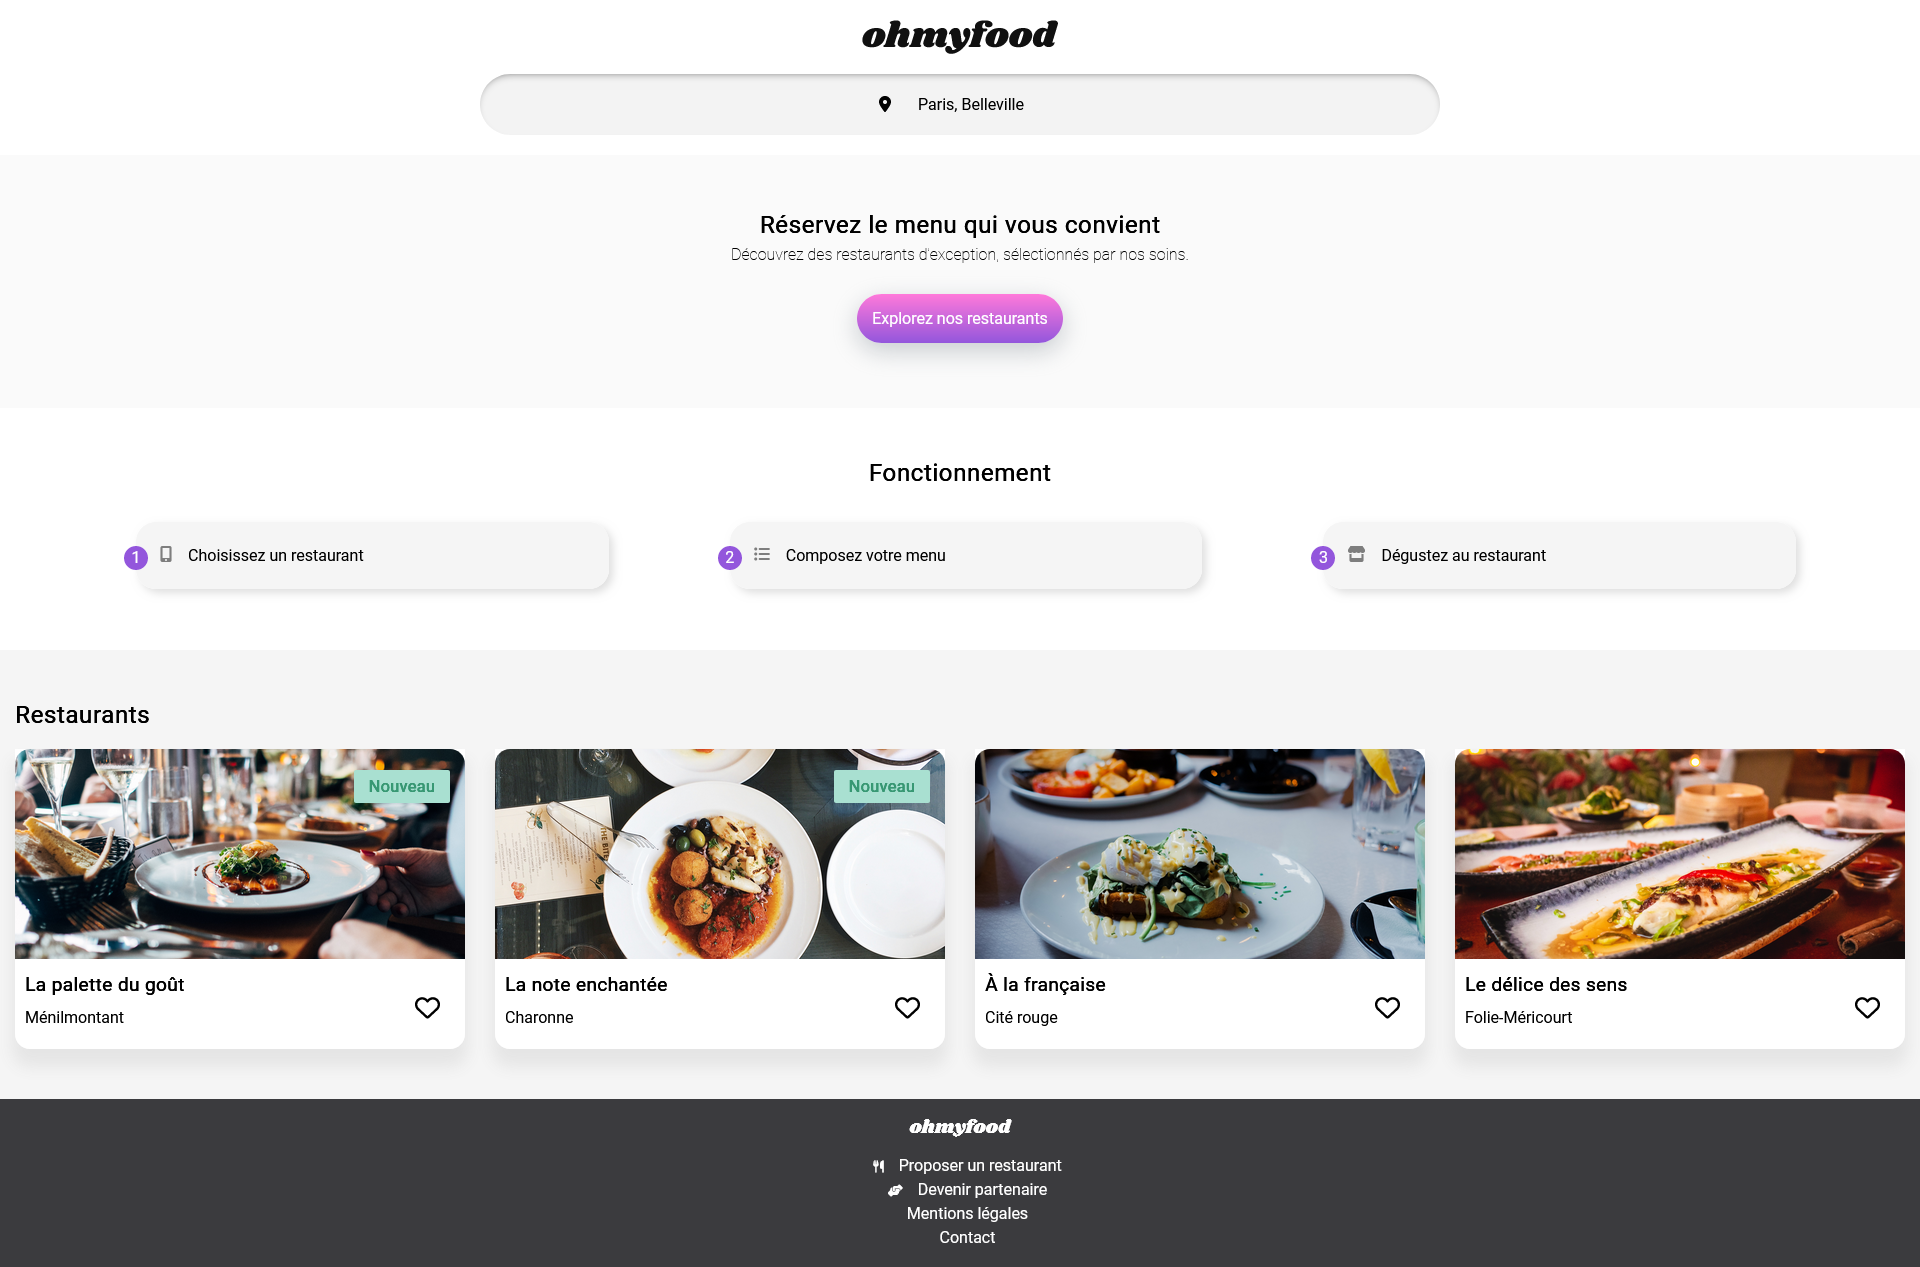 ohmyfood
Paris, Belleville
Réservez le menu qui vous convient
Découvrez des restaurants d'exception, sélectionnés par nos soins.
Explorez nos restaurants
Fonctionnement
1 Choisissez un restaurant
2 Composez votre menu
3 Dégustez au restaurant
Restaurants
Nouveau
La palette du goût
Ménilmontant
Nouveau
La note enchantée
Charonne
À la française
Cité rouge
Le délice des sens
Folie-Méricourt
ohmyfood
Proposer un restaurant
Devenir partenaire
Mentions légales
Contact